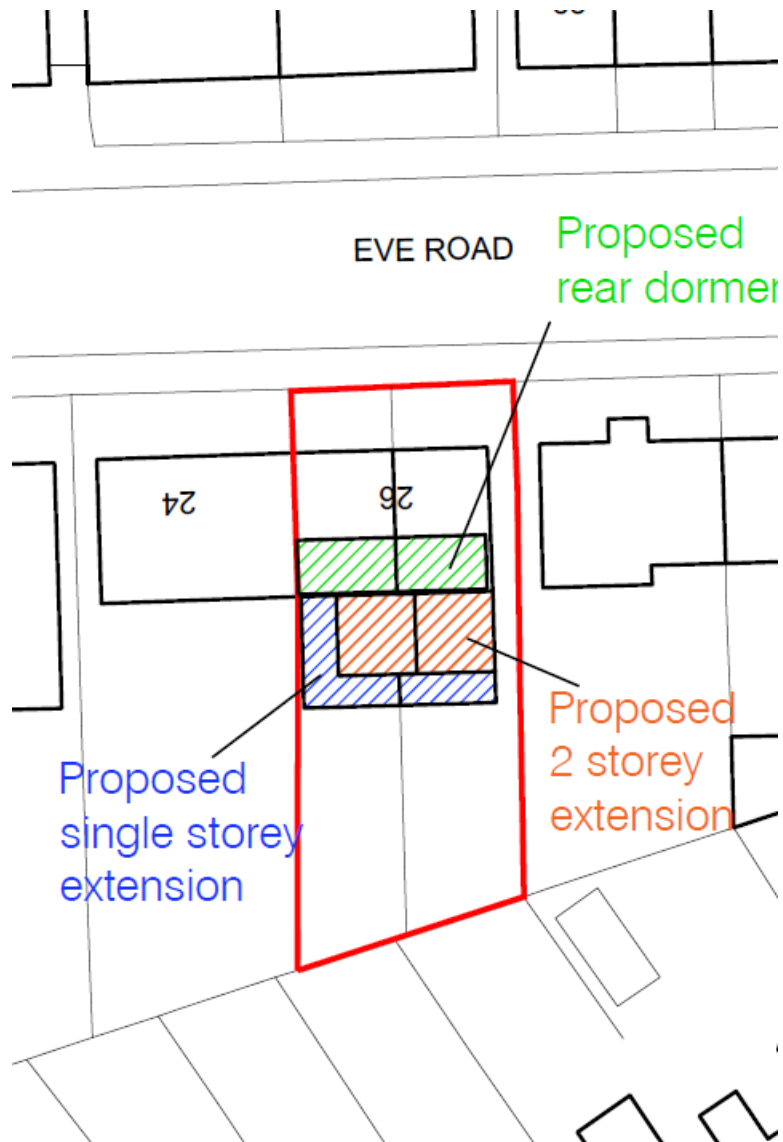 EVE ROAD
Proposed
rear dormer
24
26
Proposed
2 storey
extension
Proposed
single storey
extension